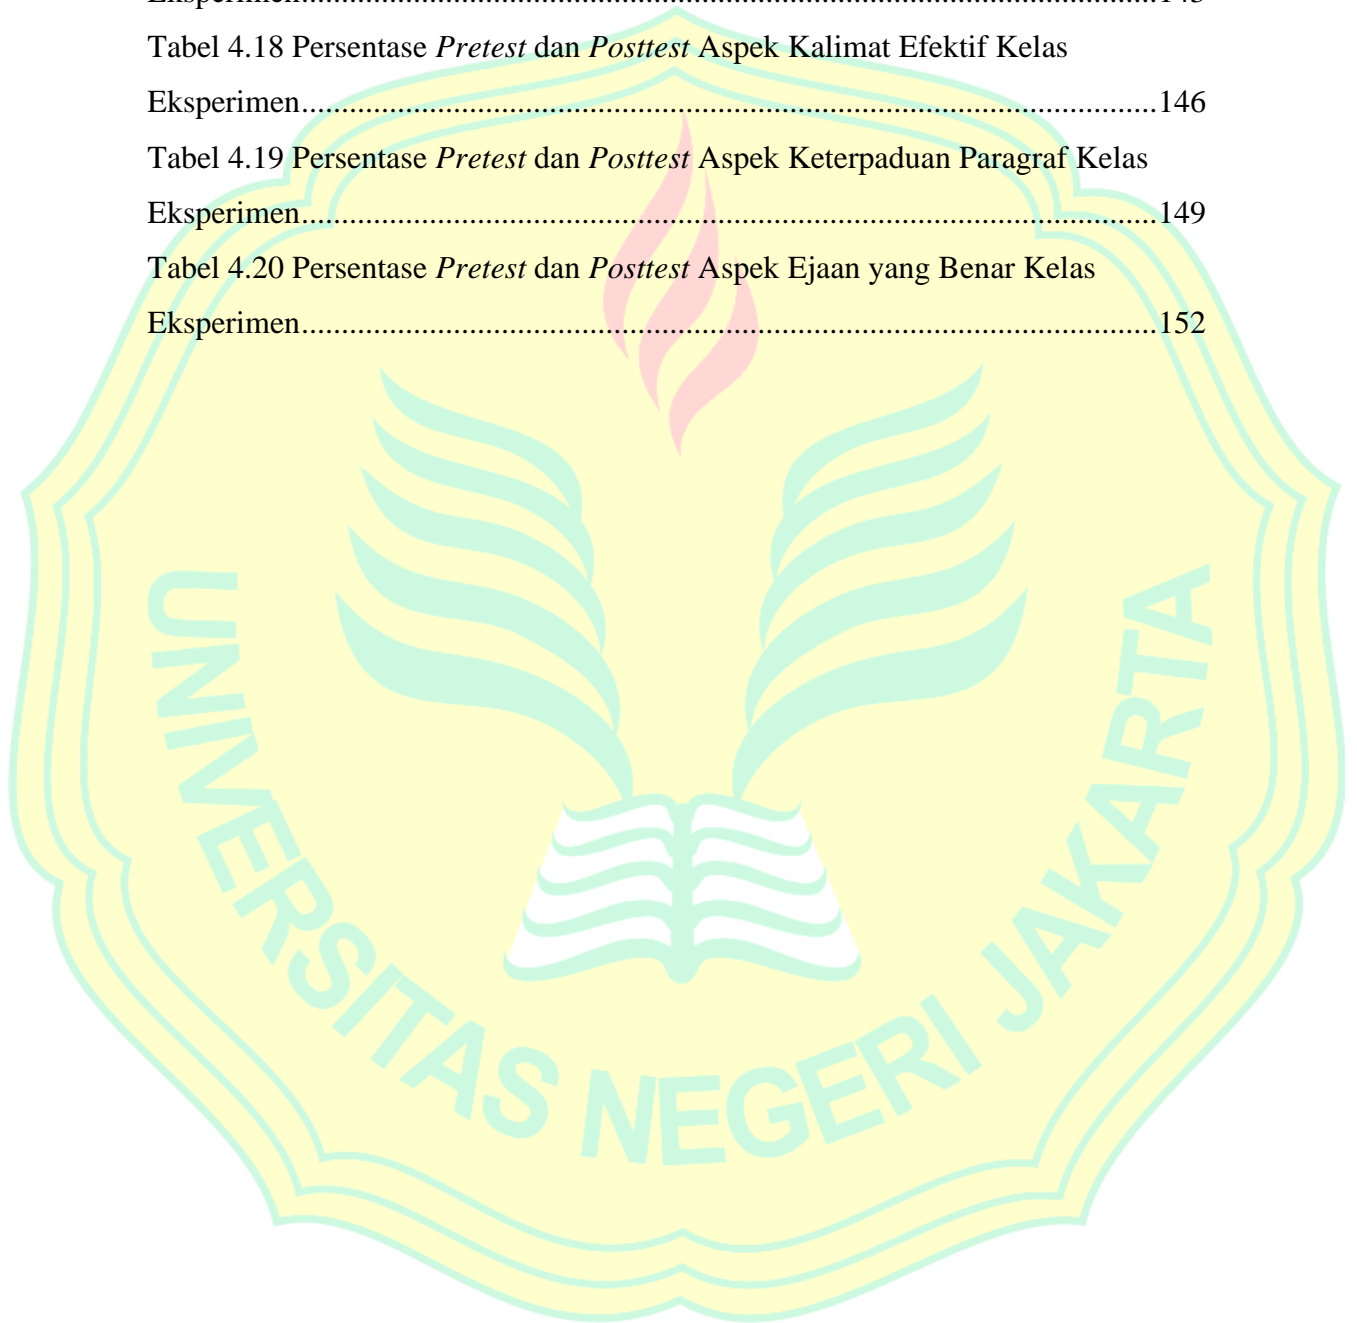 Eksperimen
Tabel 4.18 Persentase Pretest dan Posttest Aspek Kalimat Efektif Kelas
Eksperimen..........................................................................................................146
Tabel 4.19 Persentase Pretest dan Posttest Aspek Keterpaduan Paragraf Kelas
Eksperimen..........................................................................................................149
Tabel 4.20 Persentase Pretest dan Posttest Aspek Ejaan yang Benar Kelas
Eksperimen..........................................................................................................152
UNIVERSITAS NEGERI JAKARTA